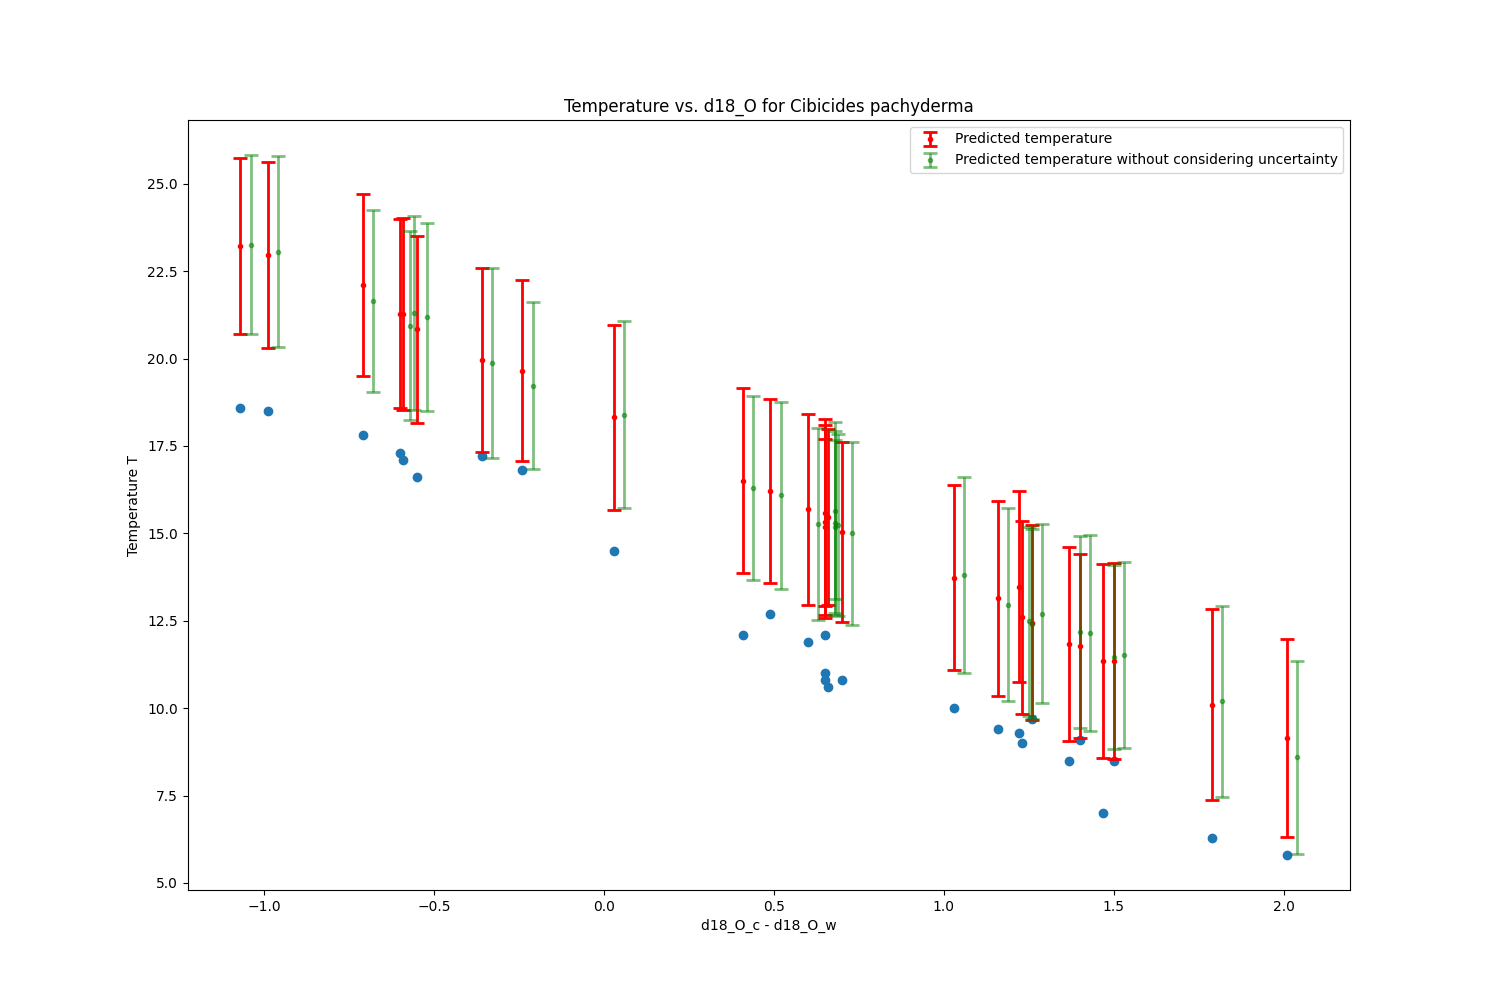 Temperature vs. d18_O for Cibicides pachyderma
Predicted temperature
Predicted temperature without considering uncertainty
25.0
22.5
20.0
17.5
15.0
12.5
10.0
7.5
5.0
Temperature T
−1.0 −0.5 0.0 0.5 1.0 1.5 2.0
d18_O_c - d18_O_w